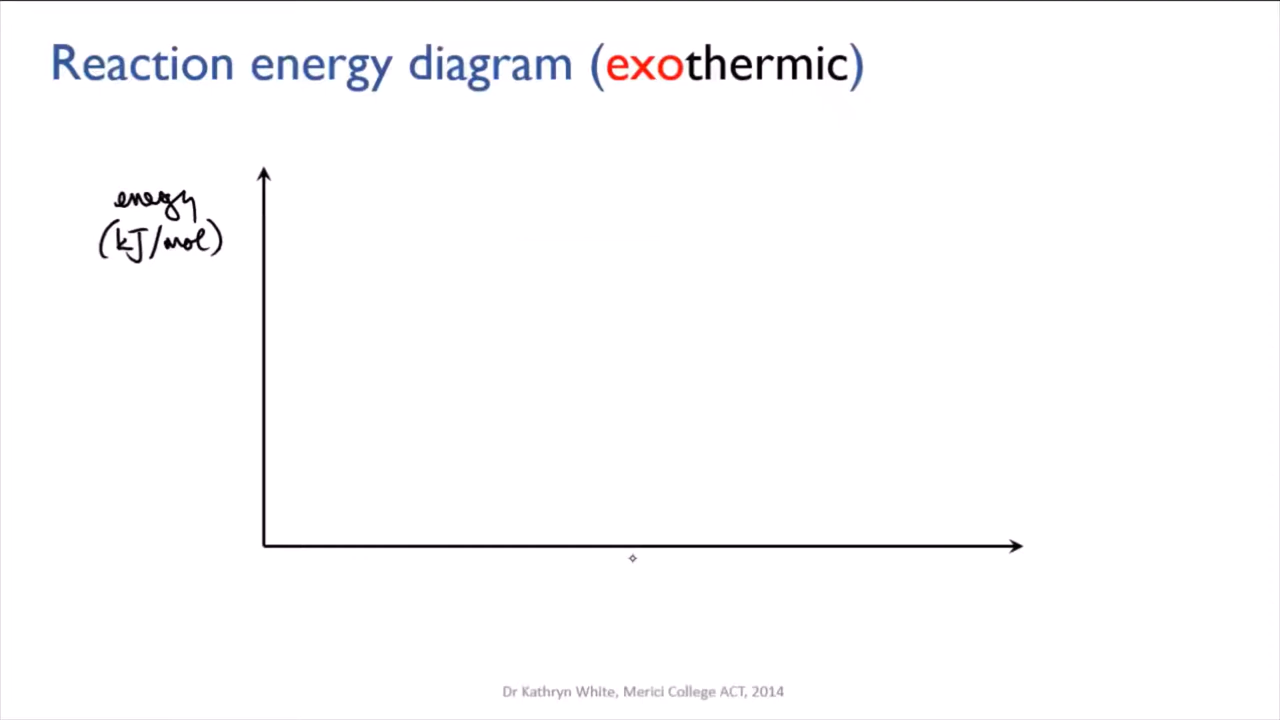 Reaction energy diagram (exothermic)
energy
(kJ/mol)
Dr Kathryn White, Merici College ACT, 2014